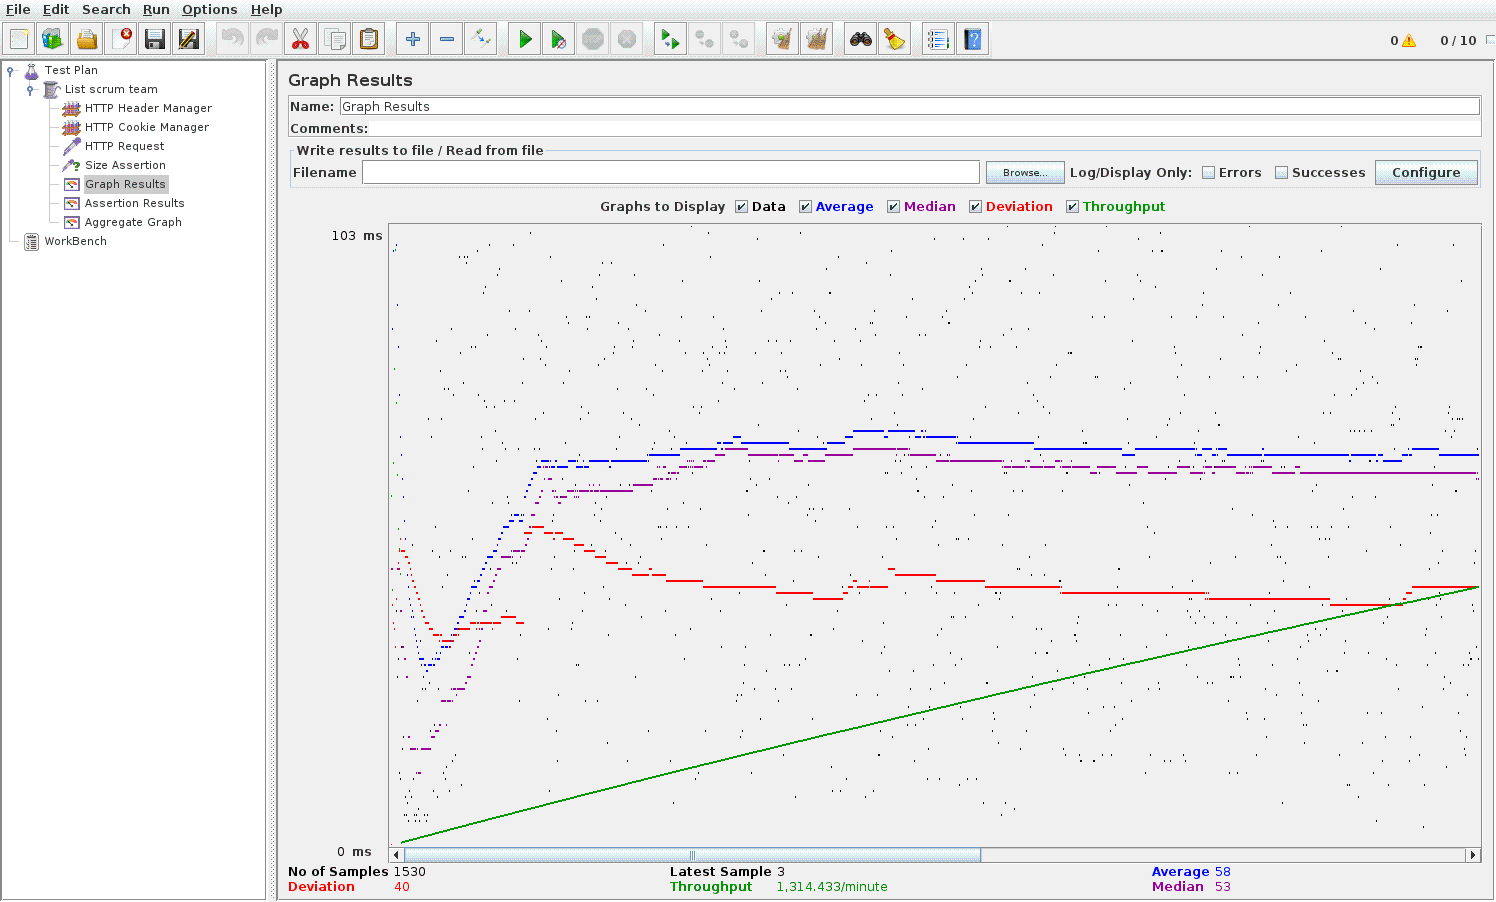 File Edit Search Run Options Help
0 0 / 10
Test Plan
List scrum team
HTTP Header Manager
HTTP Cookie Manager
HTTP Request
Size Assertion
Graph Results
Assertion Results
Aggregate Graph
WorkBench
Graph Results
Name: Graph Results
Comments:
Write results to file / Read from file
Filename Browse... Log/Display Only: Errors Successes Configure
Graphs to Display Data Average Median Deviation Throughput
103 ms
0 ms
No of Samples 1530 Latest Sample 3 Average 58
Deviation 40 Throughput 1,314.433/minute Median 53